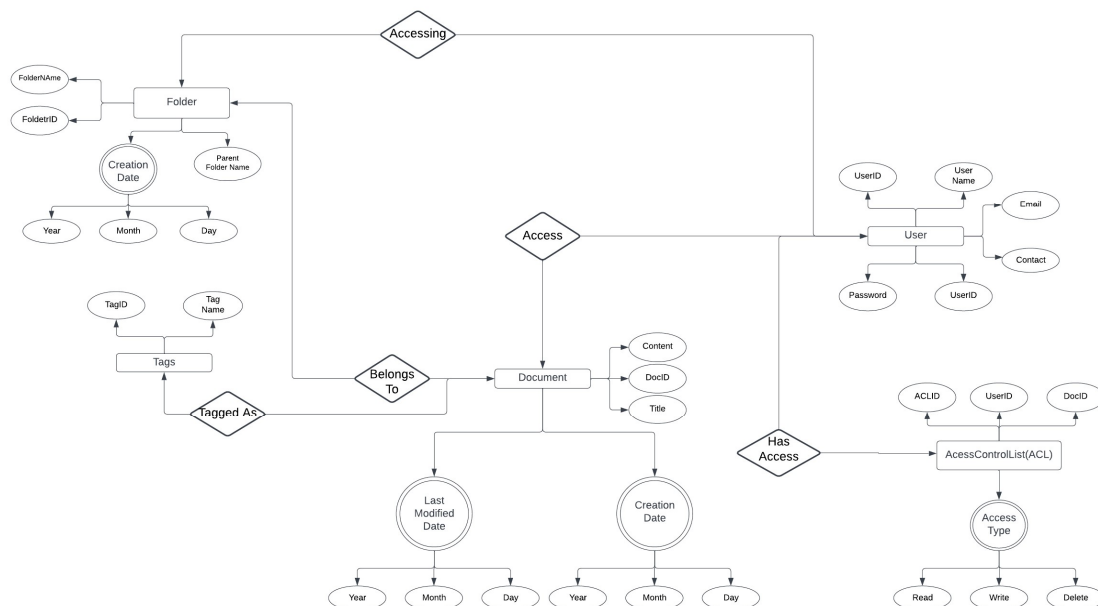 Accessing
FolderNAme
Folder
FoldetrID
Creation
Date
Parent
Folder Name
Year
Month
Day
UserID
User
Name
Email
Access
User
Contact
Password
UserID
TagID
Tag
Name
Tags
Content
Belongs
To
Document
DocID
Title
Tagged As
ACLID
UserID
DocID
Has
Access
AcessControlList(ACL)
Last
Modified
Date
Creation
Date
Access
Type
Year
Month
Day
Year
Month
Day
Read
Write
Delete